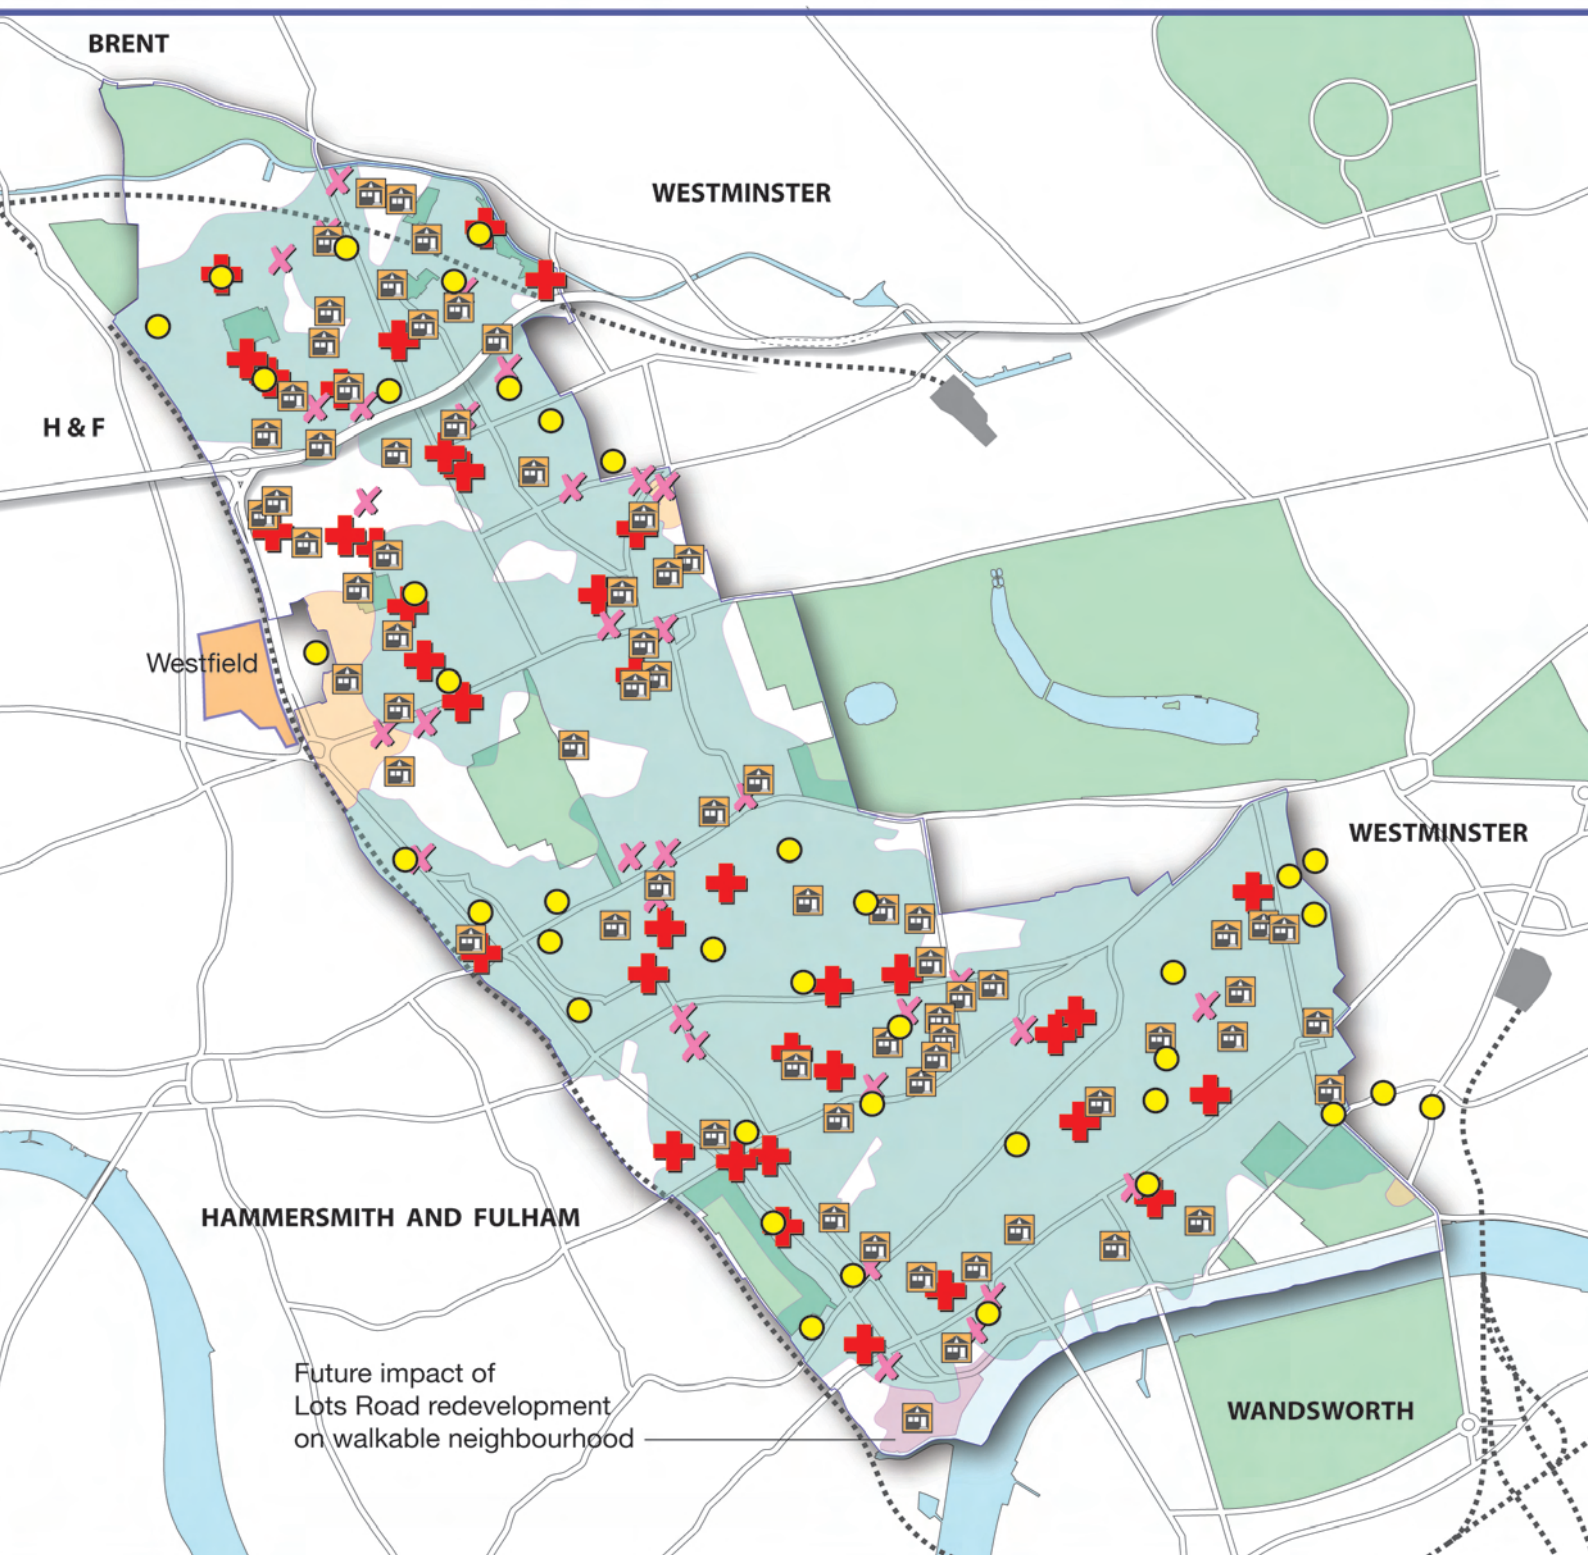 BRENT
WESTMINSTER
H & F
Westfield
WESTMINSTER
HAMMERSMITH AND FULHAM
Future impact of
Lots Road redevelopment
on walkable neighbourhood
WANDSWORTH